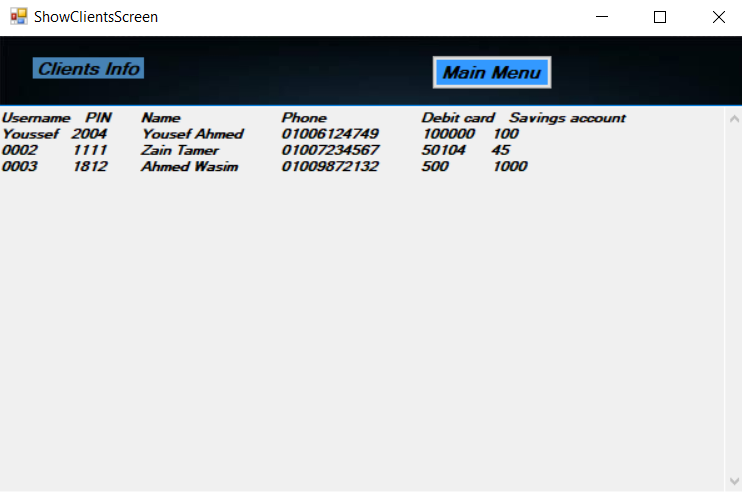 ShowClientsScreen
Clients Info
Main Menu
Username PIN Name Phone Debit card Savings account
Youssef 2004 Yousef Ahmed 01006124749 100000 100
0002 1111 Zain Tamer 01007234567 50104 45
0003 1812 Ahmed Wasim 01009872132 500 1000